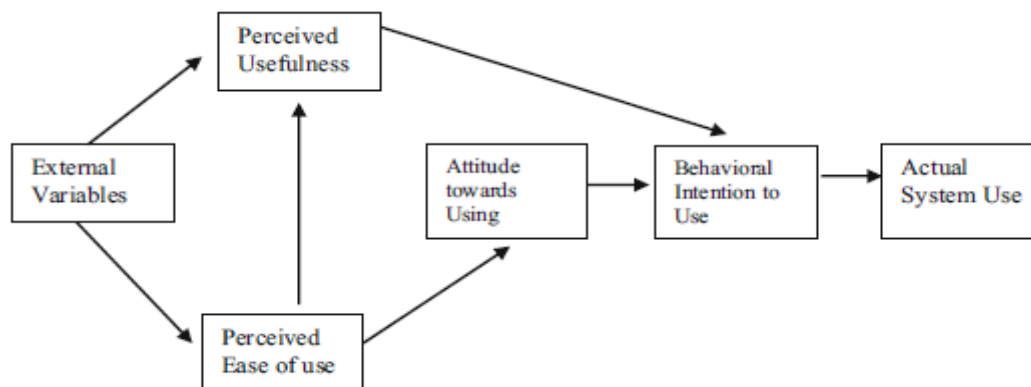 Perceived
Usefulness
External
Variables
Attitude
towards
Using
Behavioral
Intention to
Use
Actual
System Use
Perceived
Ease of use